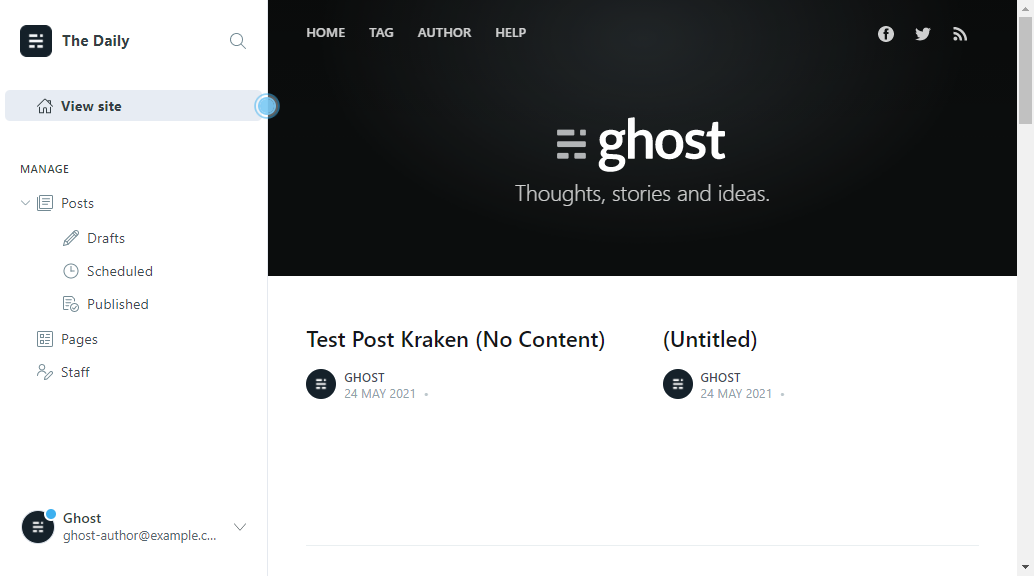 The Daily
View site
MANAGE
Posts
Drafts
Scheduled
Published
Pages
Staff
Ghost
ghost-author@example.c...
HOME TAG AUTHOR HELP
ghost
Thoughts, stories and ideas.
Test Post Kraken (No Content)
GHOST
24 MAY 2021 •
(Untitled)
GHOST
24 MAY 2021 •